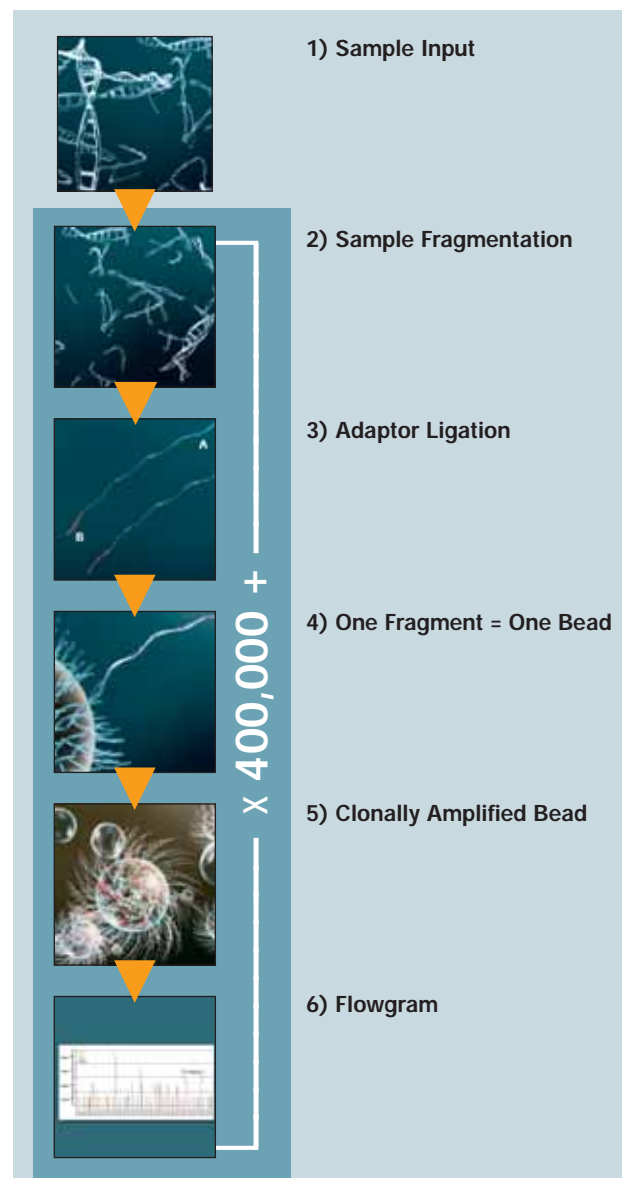 1) Sample Input
2) Sample Fragmentation
3) Adaptor Ligation
A
B
4) One Fragment = One Bead
x 400,000 +
5) Clonally Amplified Bead
6) Flowgram